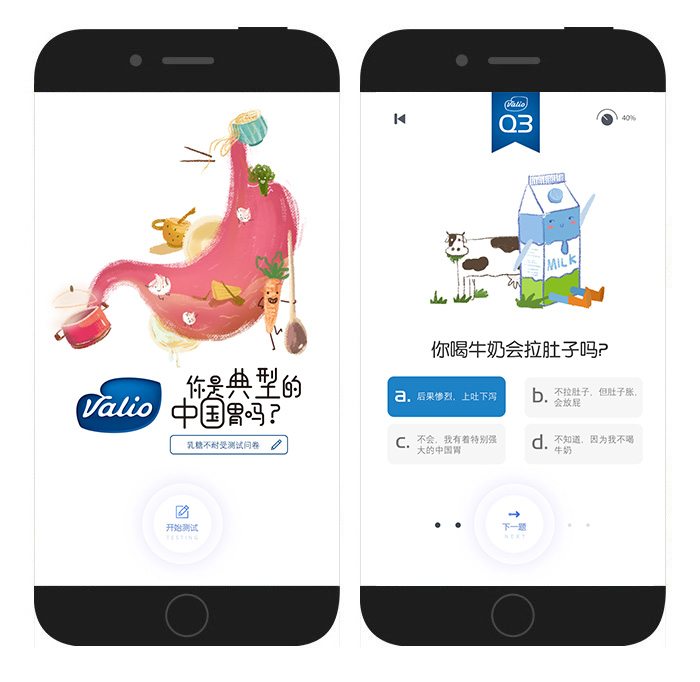 Valio
你是典型的
中国胃吗?
乳糖不耐受测试问卷
开始测试
TESTING
Valio
Q3
40%
MILK
你喝牛奶会拉肚子吗?
a. 后果惨烈，上吐下泻
b. 不拉肚子，但肚子胀，
会放屁
c. 不会，我有着特别强
大的中国胃
d. 不知道，因为我不喝
牛奶
下一题
NEXT